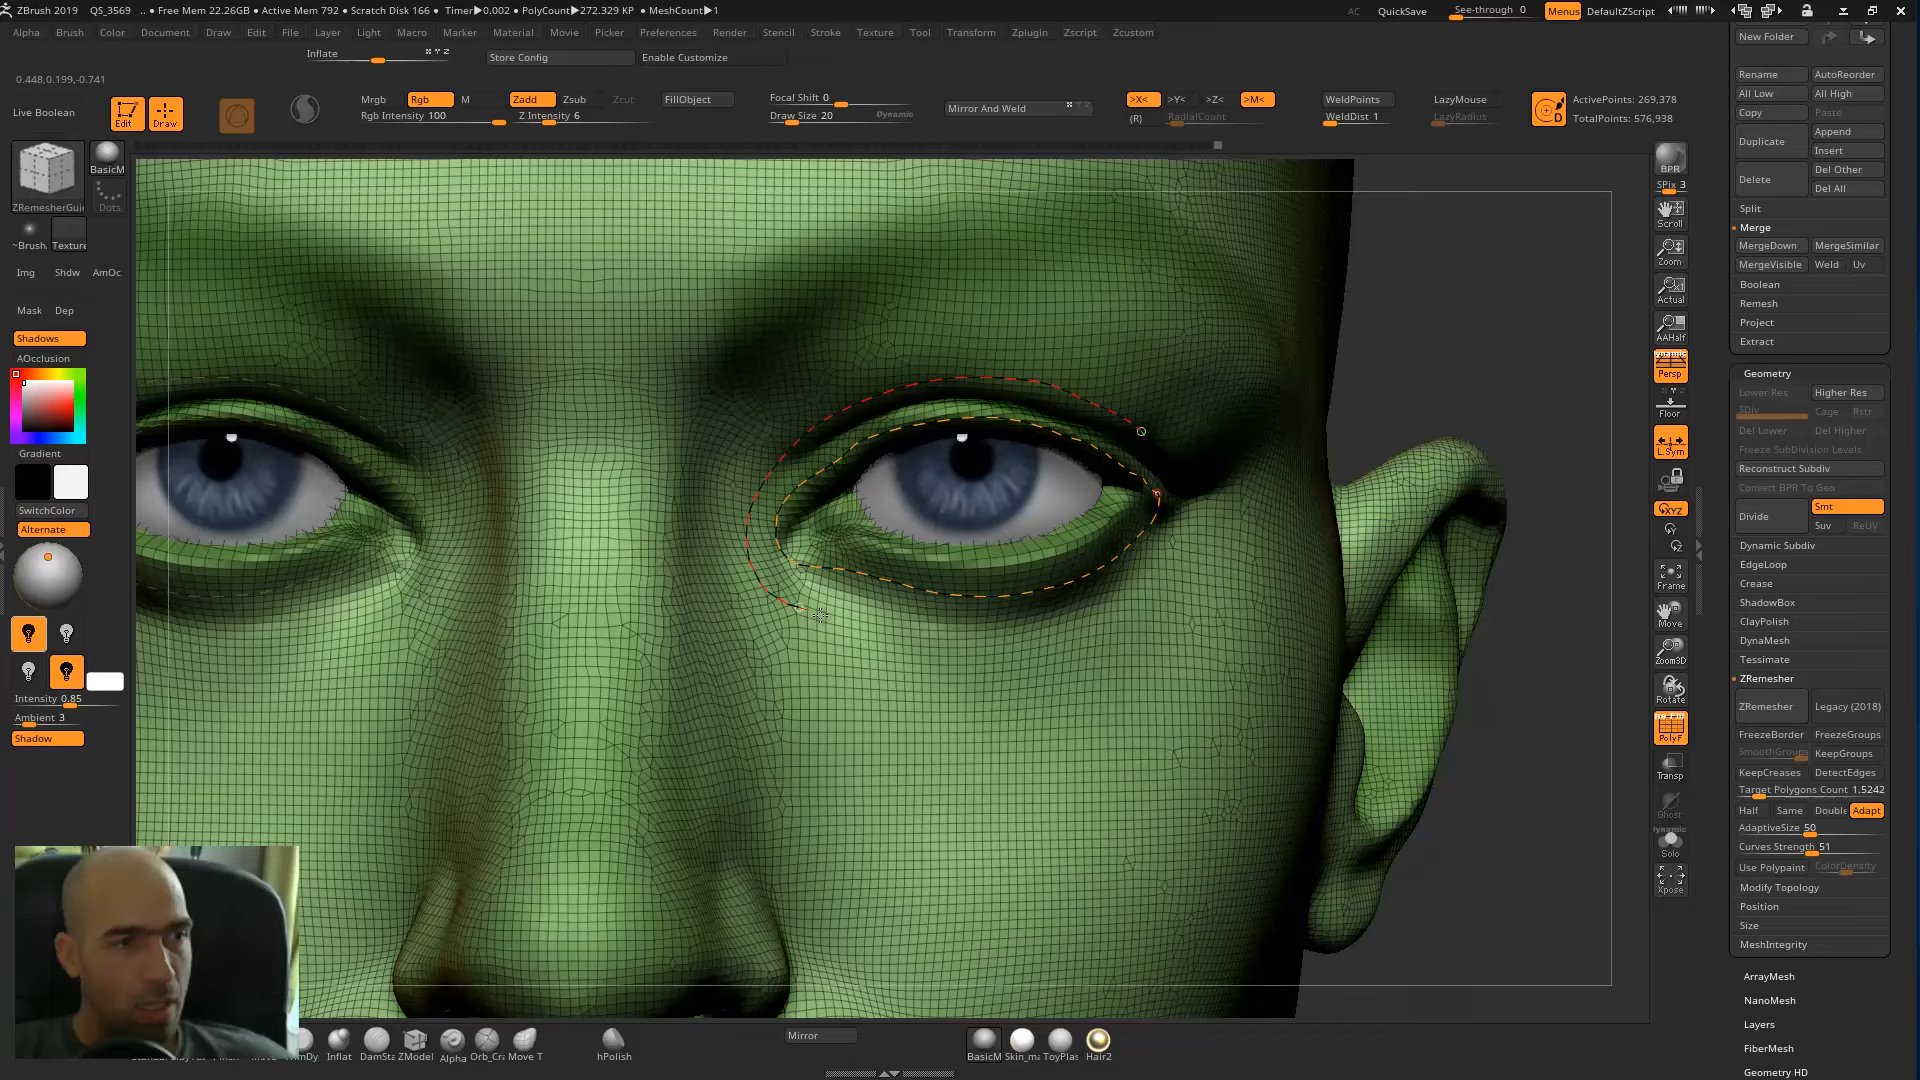 ZBrush 2019 QS_3569 .. • Free Mem 22.26GB • Active Mem 792 • Scratch Disk 166 • Timer▶0.002 • PolyCount▶272.329 KP • MeshCount▶1 AC QuickSave See-through 0 Menus DefaultZScript
Alpha Brush Color Document Draw Edit File Layer Light Macro Marker Material Movie Picker Preferences Render Stencil Stroke Texture Tool Transform Zplugin Zscript Zcustom
Inflate Store Config Enable Customize
0.448,0.199,-0.741
Live Boolean Edit Draw
Mrgb Rgb M Zadd Zsub Zcut FillObject Focal Shift 0 Mirror And Weld >X< >Y< >Z< >M< WeldPoints LazyMouse ActivePoints: 269,378
Rgb Intensity 100 Z Intensity 6 Draw Size 20 Dynamic (R) RadialCount WeldDist 1 LazyRadius TotalPoints: 576,938
BasicM
ZRemesherGui Dots
~Brush. Texture
Img Shdw AmOc
Mask Dep
Shadows
AOcclusion
Gradient
SwitchColor
Alternate
Intensity 0.85
Ambient 3
Shadow
BPR
SPix 3
Scroll
Zoom
Actual
AAHalf
Persp
Floor
L.Sym
XYZ
Y
Z
Frame
Move
Zoom3D
Rotate
PolyF
Transp
Ghost
Dynamic
Solo
Xpose
New Folder
Rename AutoReorder
All Low All High
Copy Paste
Duplicate Append
Insert
Delete Del Other
Del All
Split
Merge
MergeDown MergeSimilar
MergeVisible Weld Uv
Boolean
Remesh
Project
Extract
Geometry
Lower Res Higher Res
SDiv Cage Rstr
Del Lower Del Higher
Freeze SubDivision Levels
Reconstruct Subdiv
Convert BPR To Geo
Divide Smt
Suv ReUV
Dynamic Subdiv
EdgeLoop
Crease
ShadowBox
ClayPolish
DynaMesh
Tessimate
ZRemesher
ZRemesher Legacy (2018)
FreezeBorder FreezeGroups
SmoothGroups KeepGroups
KeepCreases DetectEdges
Target Polygons Count 1.5242
Half Same Double Adapt
AdaptiveSize 50
Curves Strength 51
Use Polypaint ColorDensity
Modify Topology
Position
Size
MeshIntegrity
ArrayMesh
NanoMesh
Layers
FiberMesh
Geometry HD
Mirror
Inflat DamSta ZModel Alpha Orb_Cr Move T hPolish BasicM Skin_ma ToyPlas Hair2